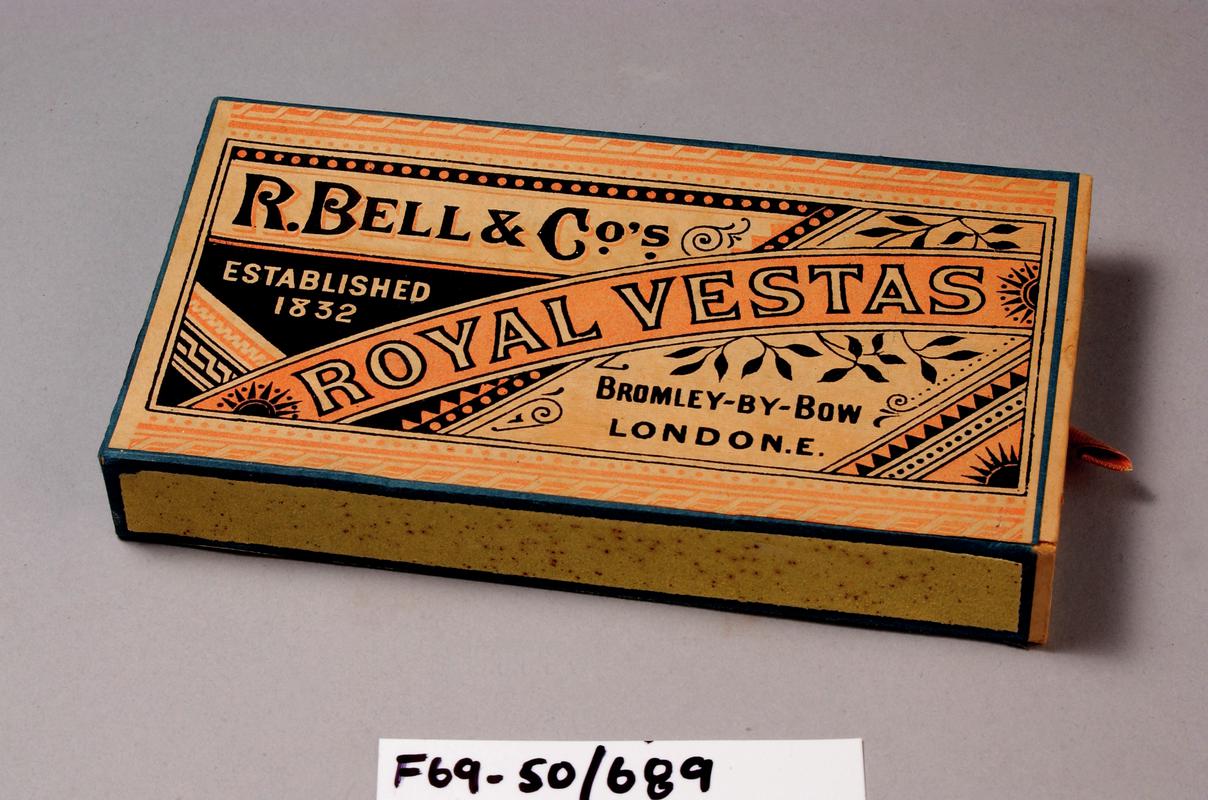 R. BELL & Co's
ESTABLISHED
1832
ROYAL VESTAS
BROMLEY-BY-BOW
LONDON.E.
F69-50/689